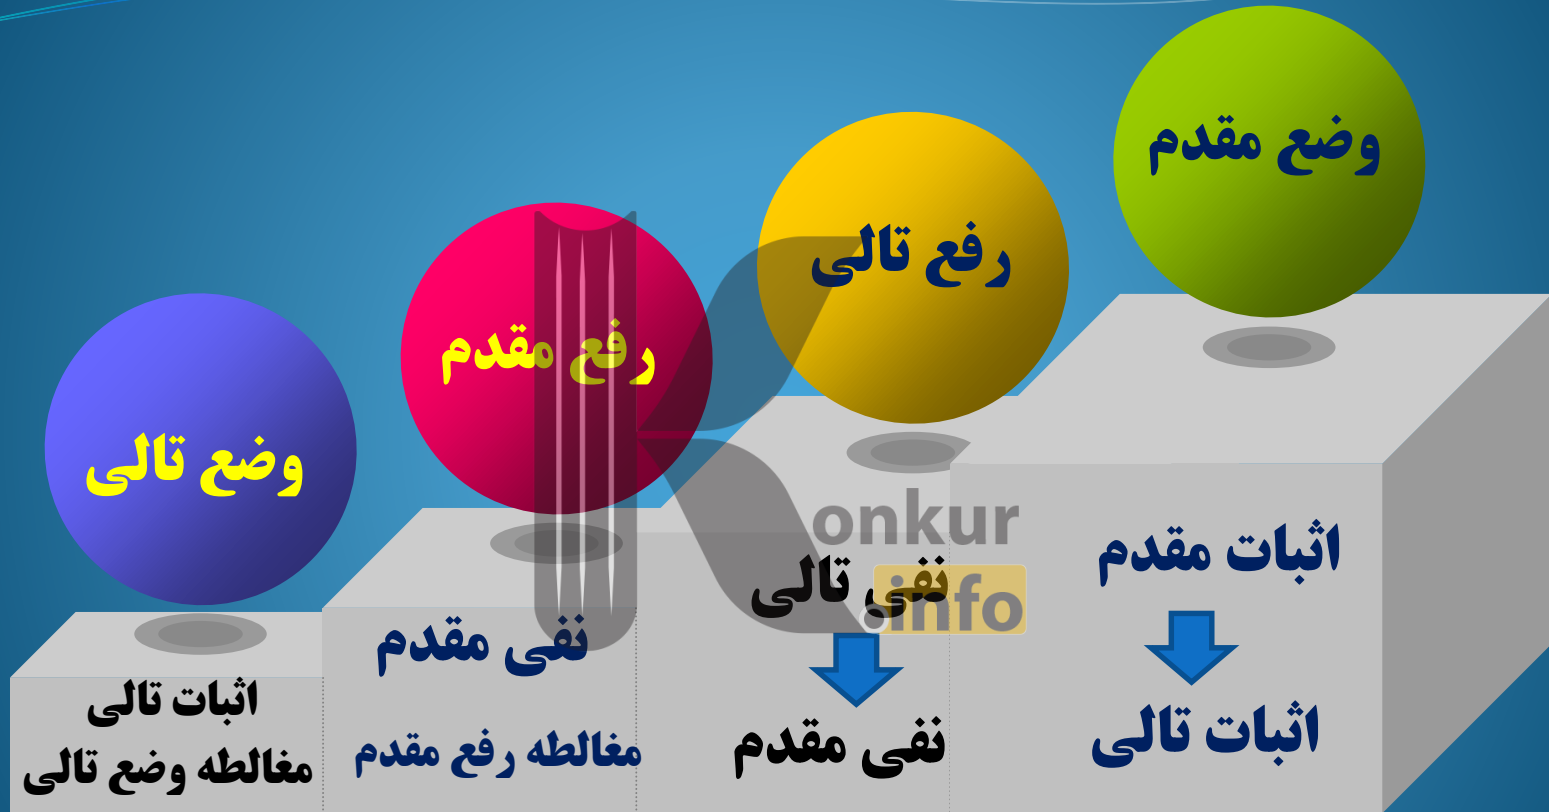 وضع مقدم
اثبات مقدم
اثبات تالی
رفع تالی
نفی تالی
نفی مقدم
رفع مقدم
نفی مقدم
مغالطه رفع مقدم
وضع تالی
اثبات تالی
مغالطه وضع تالی
Konkur
.info